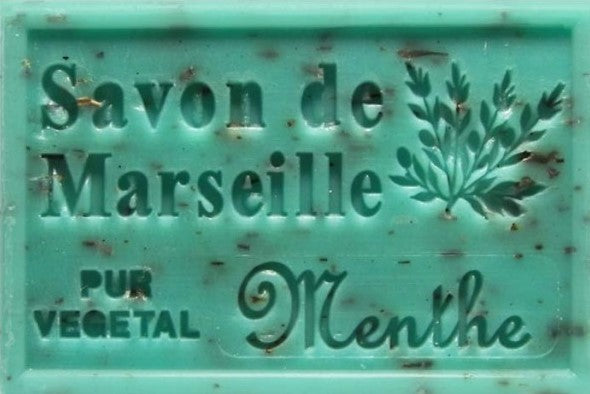 Savon de
Marseille
PUR
VEGETAL
Menthe